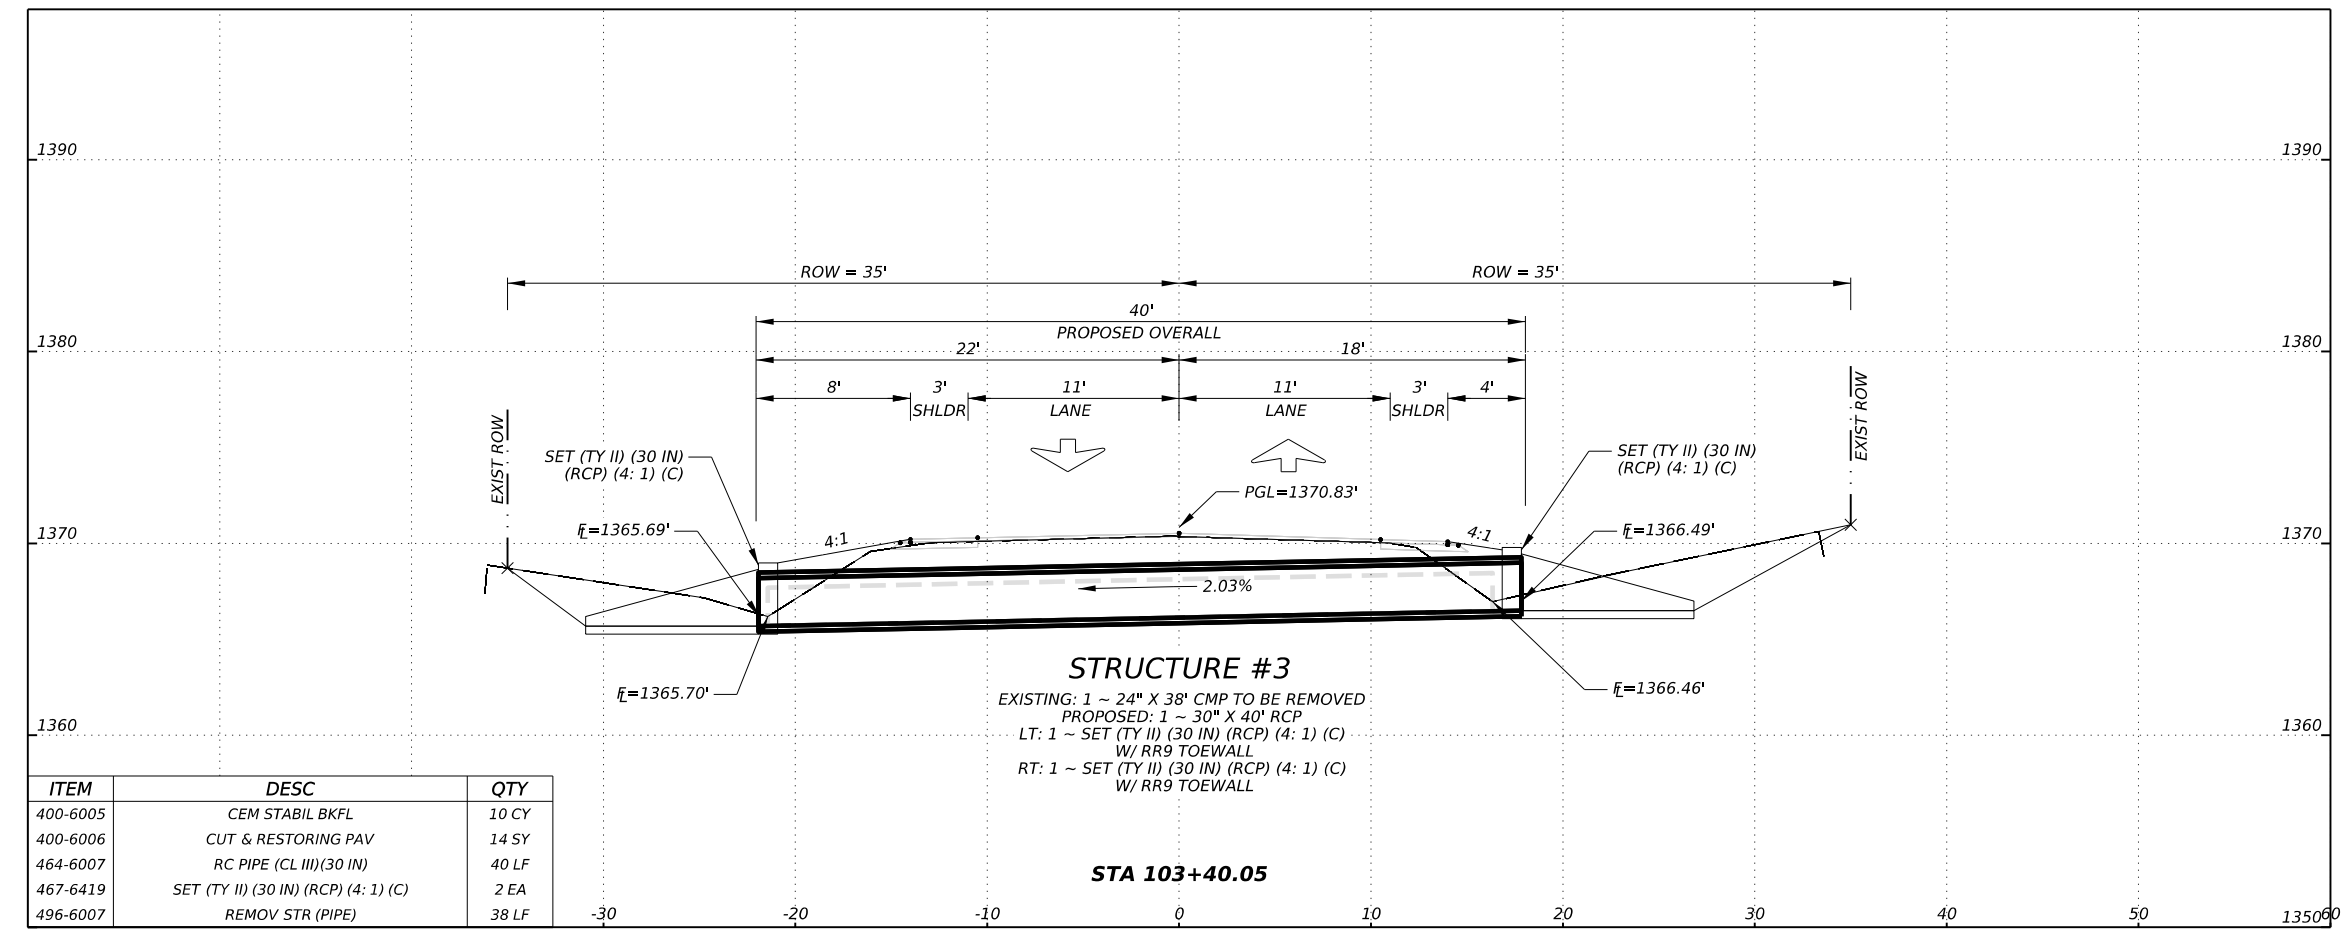 1390 1390
ROW = 35' ROW = 35'
40'
PROPOSED OVERALL
1380 1380
22' 18'
8' 3' 11' 11' 3' 4'
SHLDR LANE LANE SHLDR
EXIST ROW
EXIST ROW
SET (TY II) (30 IN)
(RCP) (4: 1) (C)
SET (TY II) (30 IN)
(RCP) (4: 1) (C)
PGL=1370.83'
FL=1365.69' 4:1 4:1 FL=1366.49'
1370 1370
2.03%
STRUCTURE #3
FL=1365.70' FL=1366.46'
EXISTING: 1 ~ 24" X 38' CMP TO BE REMOVED
PROPOSED: 1 ~ 30" X 40' RCP
LT: 1 ~ SET (TY II) (30 IN) (RCP) (4: 1) (C)
W/ RR9 TOEWALL
RT: 1 ~ SET (TY II) (30 IN) (RCP) (4: 1) (C)
W/ RR9 TOEWALL
1360 1360
ITEM DESC QTY
400-6005 CEM STABIL BKFL 10 CY
400-6006 CUT & RESTORING PAV 14 SY
464-6007 RC PIPE (CL III)(30 IN) 40 LF
467-6419 SET (TY II) (30 IN) (RCP) (4: 1) (C) 2 EA
496-6007 REMOV STR (PIPE) 38 LF
STA 103+40.05
-30 -20 -10 0 10 20 30 40 50 1350 60